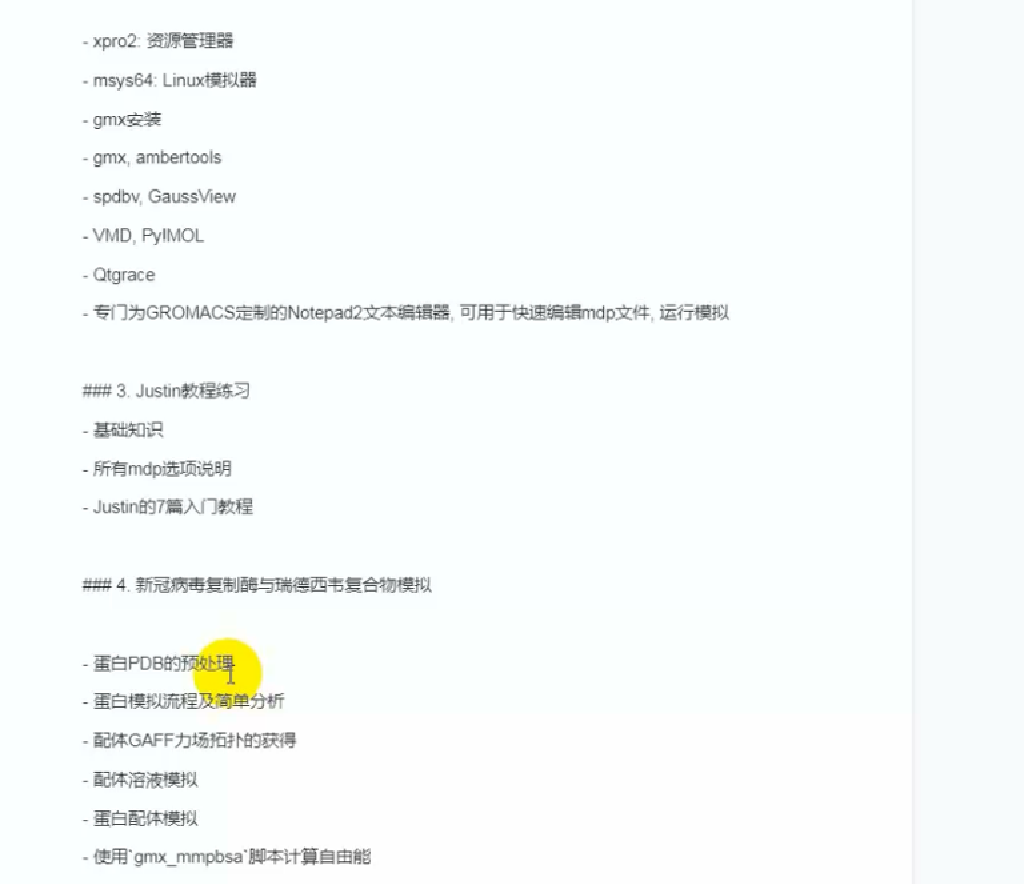 - xpro2: 资源管理器
- msys64: Linux模拟器
- gmx安装
- gmx, ambertools
- spdbv, GaussView
- VMD, PyIMOL
- Qtgrace
- 专门为GROMACS定制的Notepad2文本编辑器, 可用于快速编辑mdp文件, 运行模拟
### 3. Justin教程练习
- 基础知识
- 所有mdp选项说明
- Justin的7篇入门教程
### 4. 新冠病毒复制酶与瑞德西韦复合物模拟
- 蛋白PDB的预处理
- 蛋白模拟流程及简单分析
- 配体GAFF力场拓扑的获得
- 配体溶液模拟
- 蛋白配体模拟
- 使用`gmx_mmpbsa`脚本计算自由能